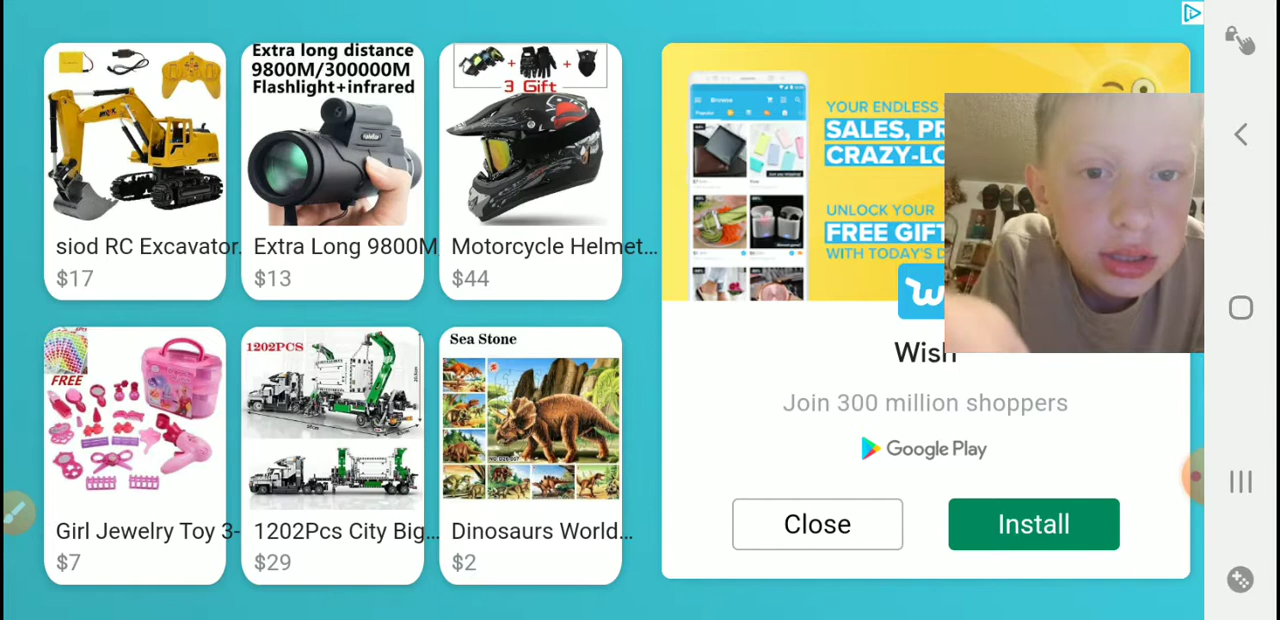 Extra long distance
9800M/300000M
Flashlight+infrared
3 Gift
siod RC Excavator.
$17
Extra Long 9800M
$13
Motorcycle Helmet...
$44
FREE
1202PCS
Sea Stone
Girl Jewelry Toy 3-
$7
1202Pcs City Big...
$29
Dinosaurs World...
$2
Browse
Popular
YOUR ENDLESS
SALES, PR
CRAZY-LO
UNLOCK YOUR
FREE GIFT
WITH TODAY'S D
w
Wish
Join 300 million shoppers
Google Play
Close
Install